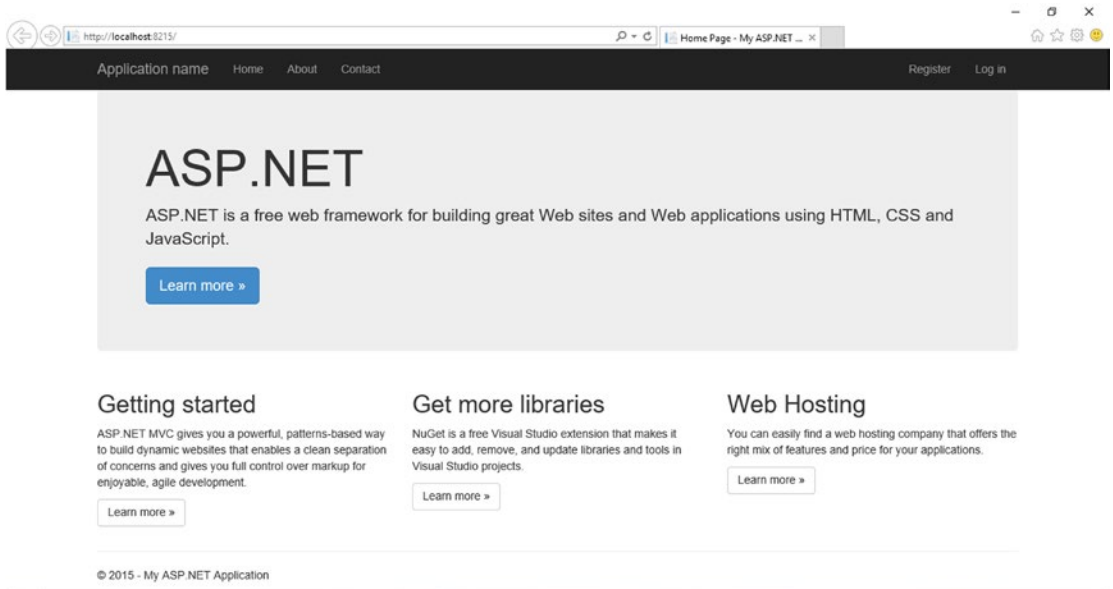 http://localhost:8215/
Home Page - My ASP.NET ...
Application name Home About Contact Register Log in
ASP.NET
ASP.NET is a free web framework for building great Web sites and Web applications using HTML, CSS and
JavaScript.
Learn more »
Getting started
ASP.NET MVC gives you a powerful, patterns-based way
to build dynamic websites that enables a clean separation
of concerns and gives you full control over markup for
enjoyable, agile development.
Learn more »
Get more libraries
NuGet is a free Visual Studio extension that makes it
easy to add, remove, and update libraries and tools in
Visual Studio projects.
Learn more »
Web Hosting
You can easily find a web hosting company that offers the
right mix of features and price for your applications.
Learn more »
© 2015 - My ASP.NET Application